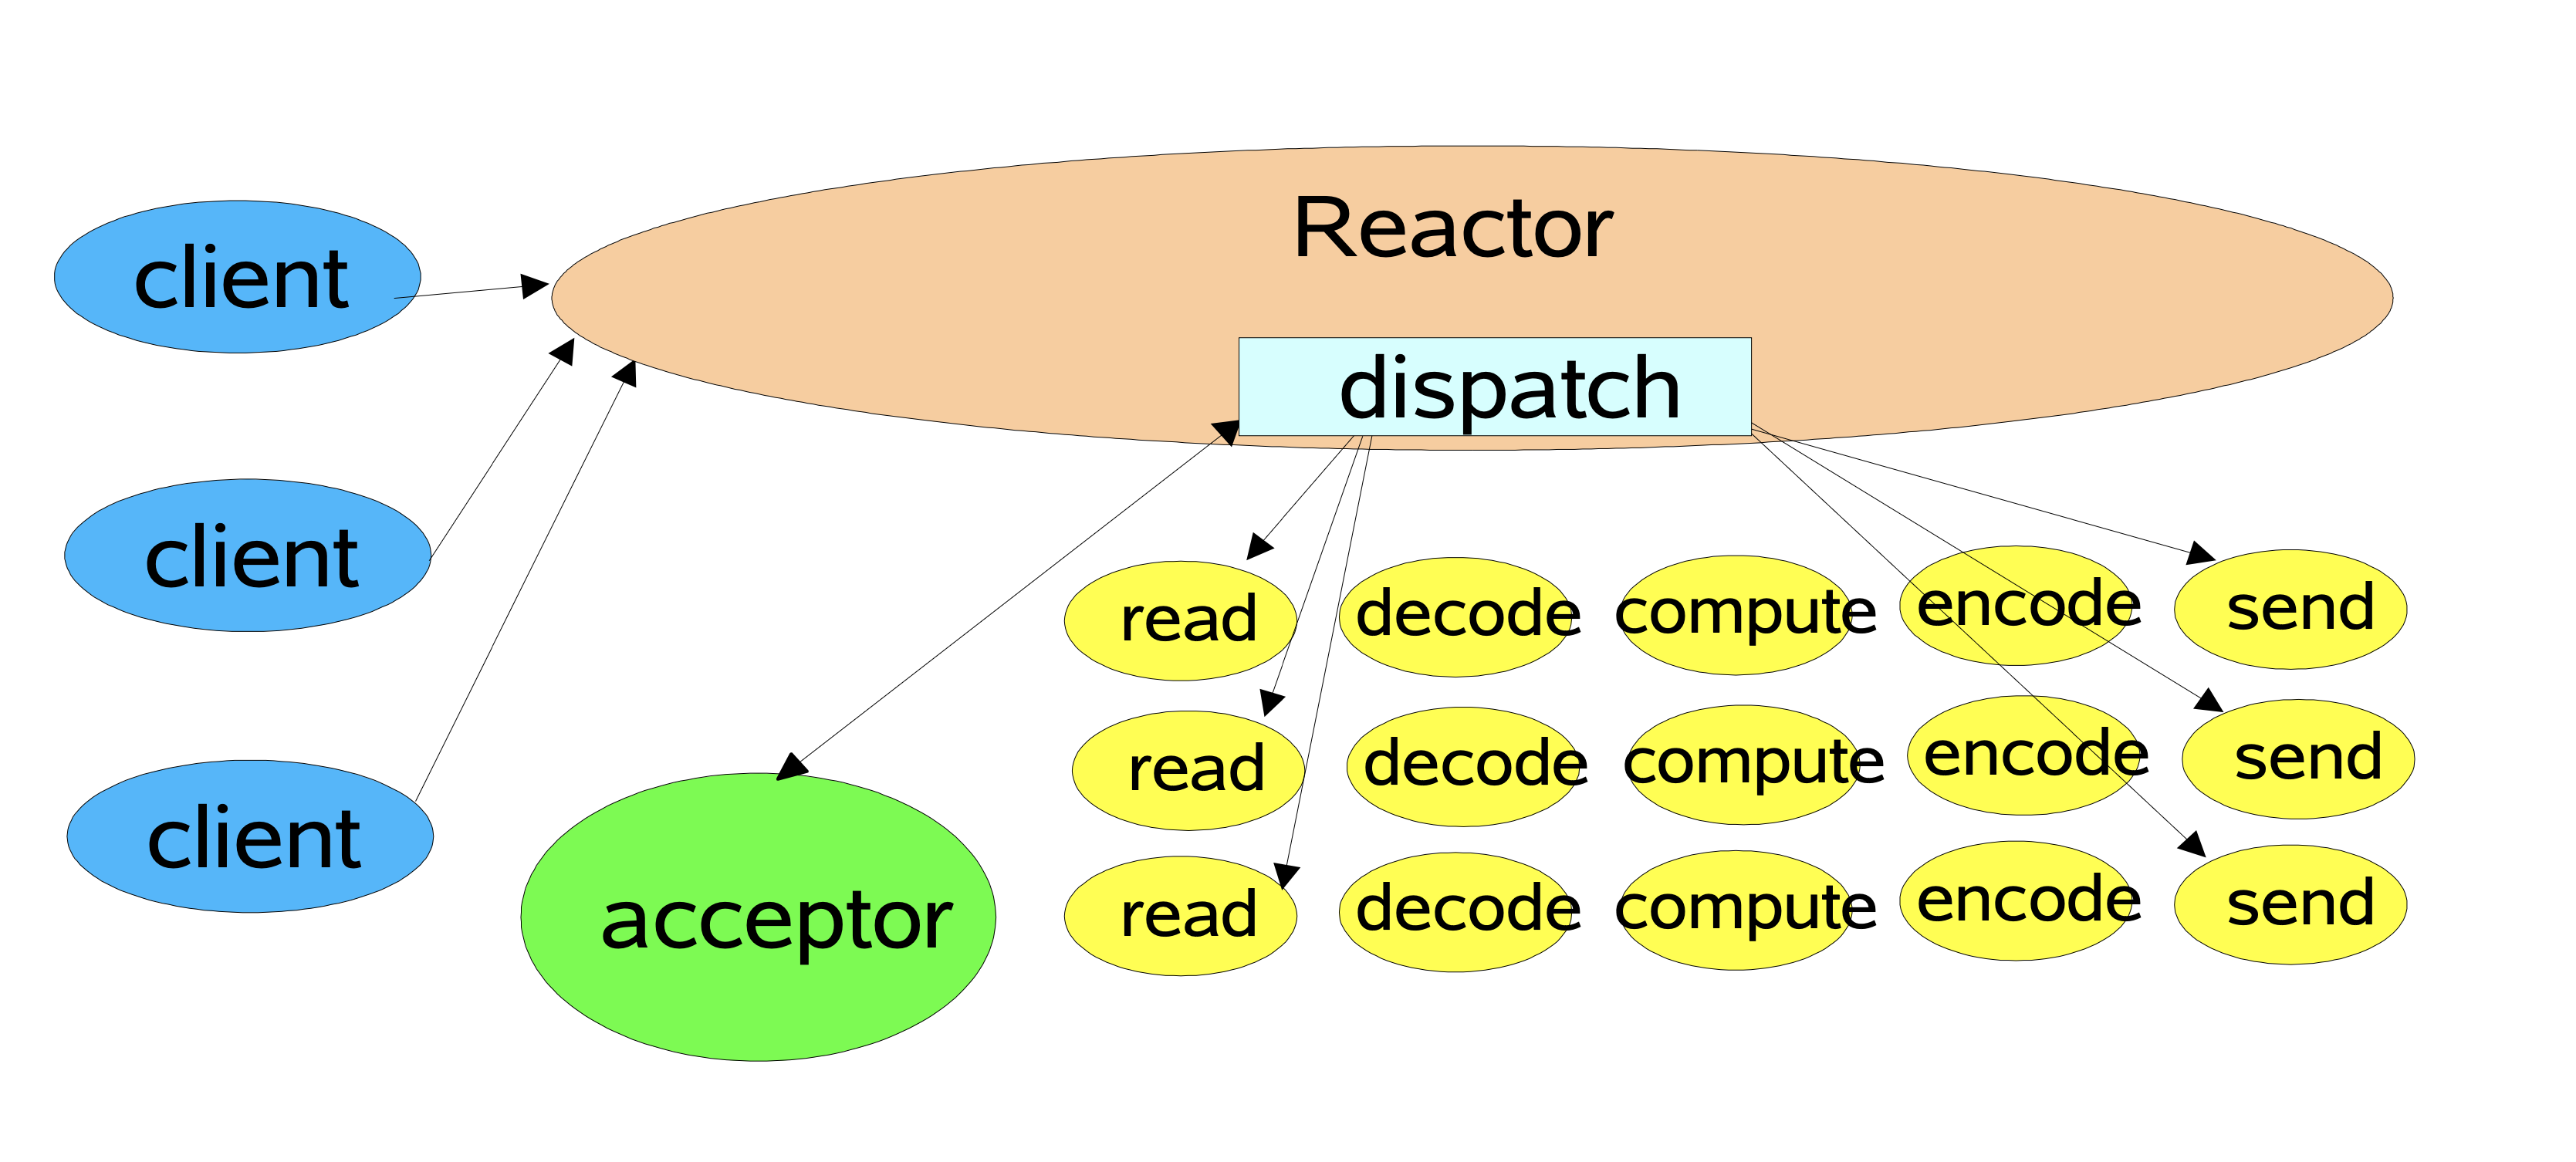 Reactor
client
dispatch
client
read decode compute encode send
read decode compute encode send
client
acceptor
read decode compute encode send